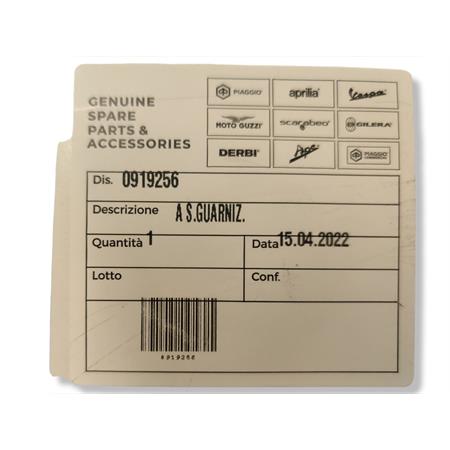 GENUINE
SPARE
PARTS &
ACCESSORIES
PIAGGIO aprilia Vespa
MOTO GUZZI scarabeo GILERA
DERBI Ape PIAGGIO
Dis. 0919256
Descrizione A S.GUARNIZ.
Quantità 1 Data 15.04.2022
Lotto Conf.